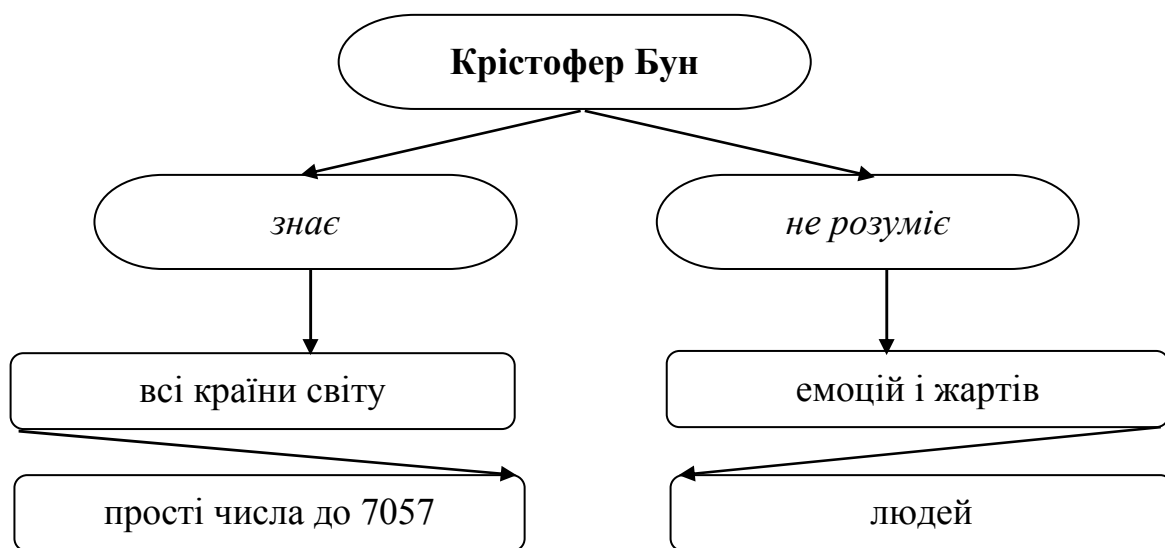 Крістофер Бун
знає
не розуміє
всі країни світу
емоцій і жартів
прості числа до 7057
людей